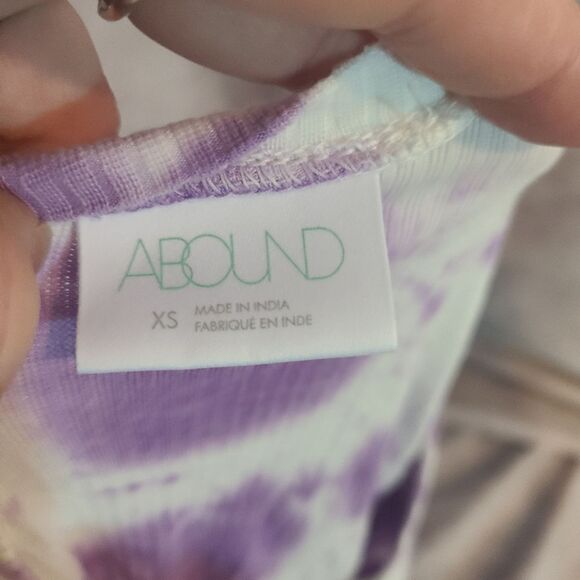 ABOUND
XS
MADE IN INDIA
FABRIQUÉ EN INDE